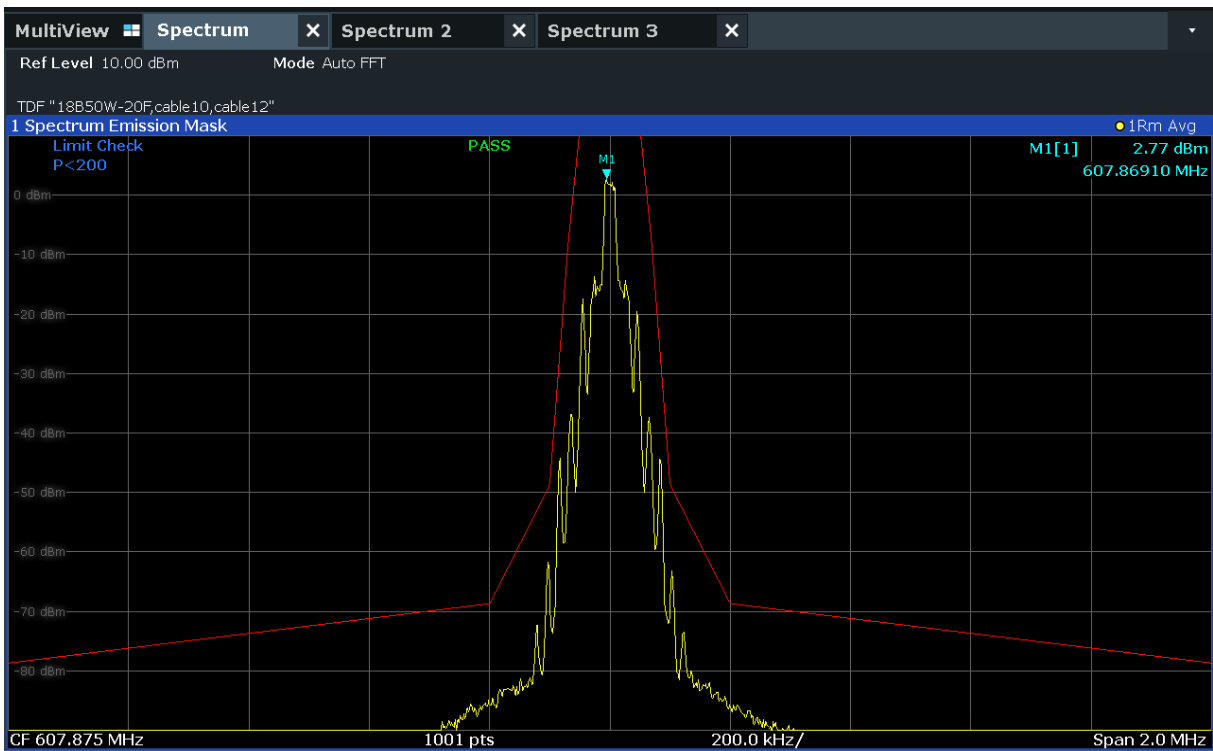 MultiView Spectrum X Spectrum 2 X Spectrum 3 X
Ref Level 10.00 dBm Mode Auto FFT
TDF "18B50W-20F,cable10,cable12"
1 Spectrum Emission Mask 1Rm Avg
Limit Check PASS M1[1] 2.77 dBm
P<200 607.86910 MHz
M1
0 dBm
-10 dBm
-20 dBm
-30 dBm
-40 dBm
-50 dBm
-60 dBm
-70 dBm
-80 dBm
CF 607.875 MHz 1001 pts 200.0 kHz/ Span 2.0 MHz